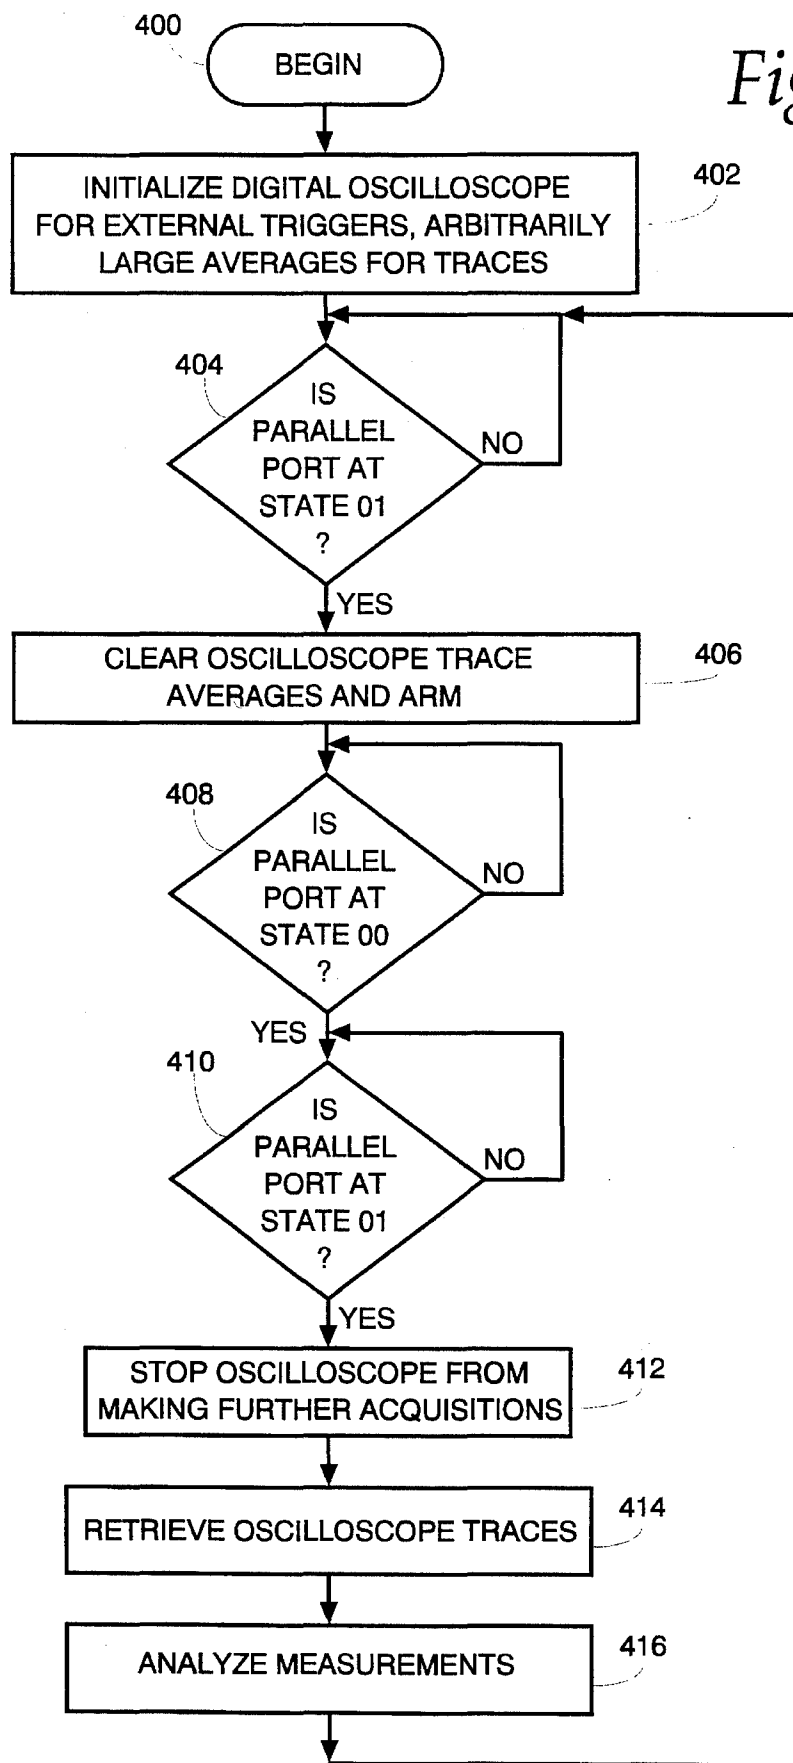 400
BEGIN
Fig
INITIALIZE DIGITAL OSCILLOSCOPE
FOR EXTERNAL TRIGGERS, ARBITRARILY
LARGE AVERAGES FOR TRACES
402
404
IS
PARALLEL
PORT AT
STATE 01
?
NO
YES
CLEAR OSCILLOSCOPE TRACE
AVERAGES AND ARM
406
408
IS
PARALLEL
PORT AT
STATE 00
?
NO
YES
410
IS
PARALLEL
PORT AT
STATE 01
?
NO
YES
STOP OSCILLOSCOPE FROM
MAKING FURTHER ACQUISITIONS
412
RETRIEVE OSCILLOSCOPE TRACES
414
ANALYZE MEASUREMENTS
416